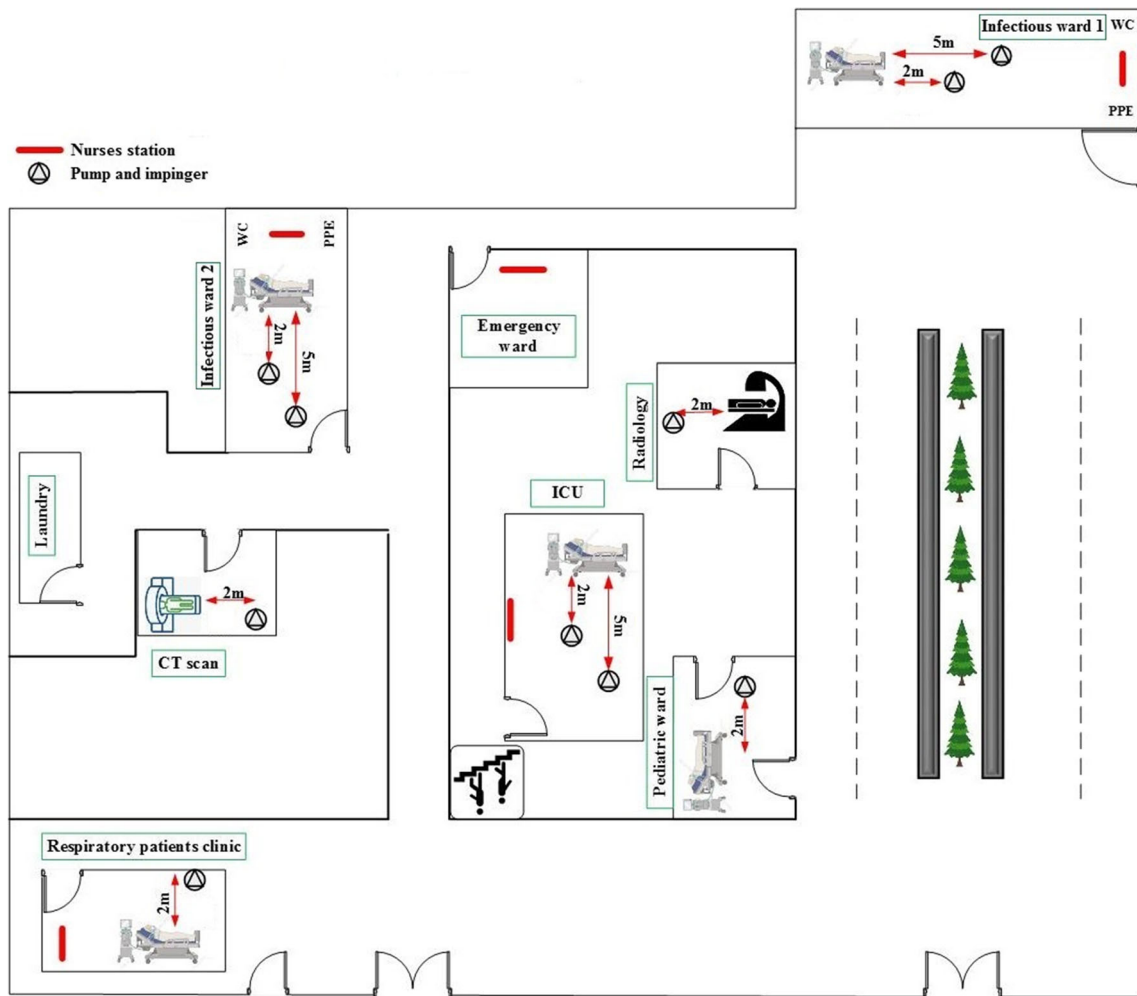 Infectious ward 1
WC
5m
2m
PPE
Nurses station
Pump and impinger
WC
PPE
Infectious ward 2
2m
5m
Emergency
ward
Radiology
2m
Laundry
ICU
2m
5m
2m
CT scan
Pediatric ward
2m
Respiratory patients clinic
2m